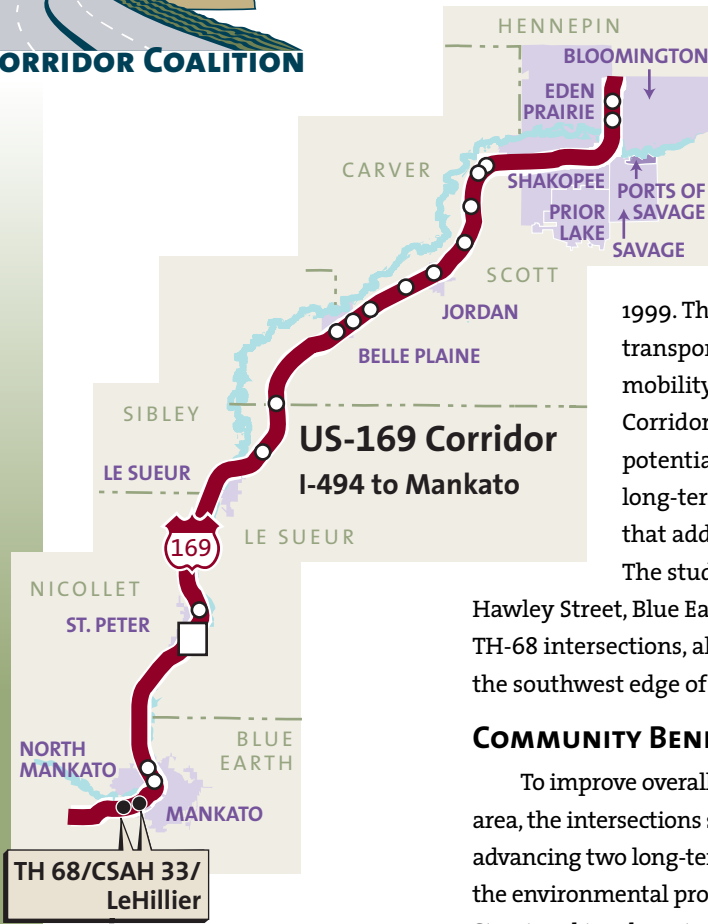 ORRIDOR COALITION
HENNEPIN
BLOOMINGTON
EDEN
PRAIRIE
CARVER
SHAKOPEE
PORTS OF
SAVAGE
PRIOR
LAKE
SAVAGE
SCOTT
JORDAN
BELLE PLAINE
SIBLEY
US-169 Corridor
I-494 to Mankato
LE SUEUR
169
LE SUEUR
NICOLLET
ST. PETER
BLUE
EARTH
NORTH
MANKATO
MANKATO
TH 68/CSAH 33/
LeHillier
1999. Th
transpor
mobility
Corridor
potentia
long-ter
that add
The stud
Hawley Street, Blue Ea
TH-68 intersections, al
the southwest edge of
COMMUNITY BENE
To improve overall
area, the intersections s
advancing two long-te
the environmental pro